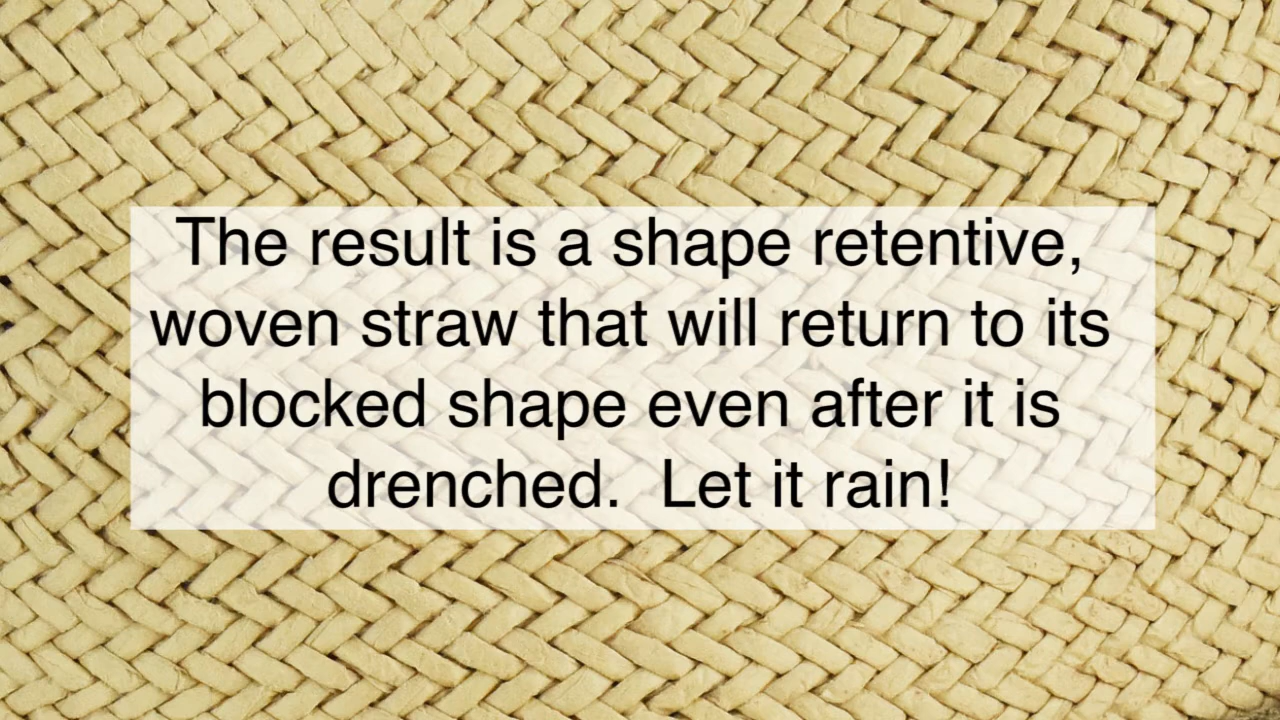 The result is a shape retentive,
woven straw that will return to its
blocked shape even after it is
drenched.  Let it rain!